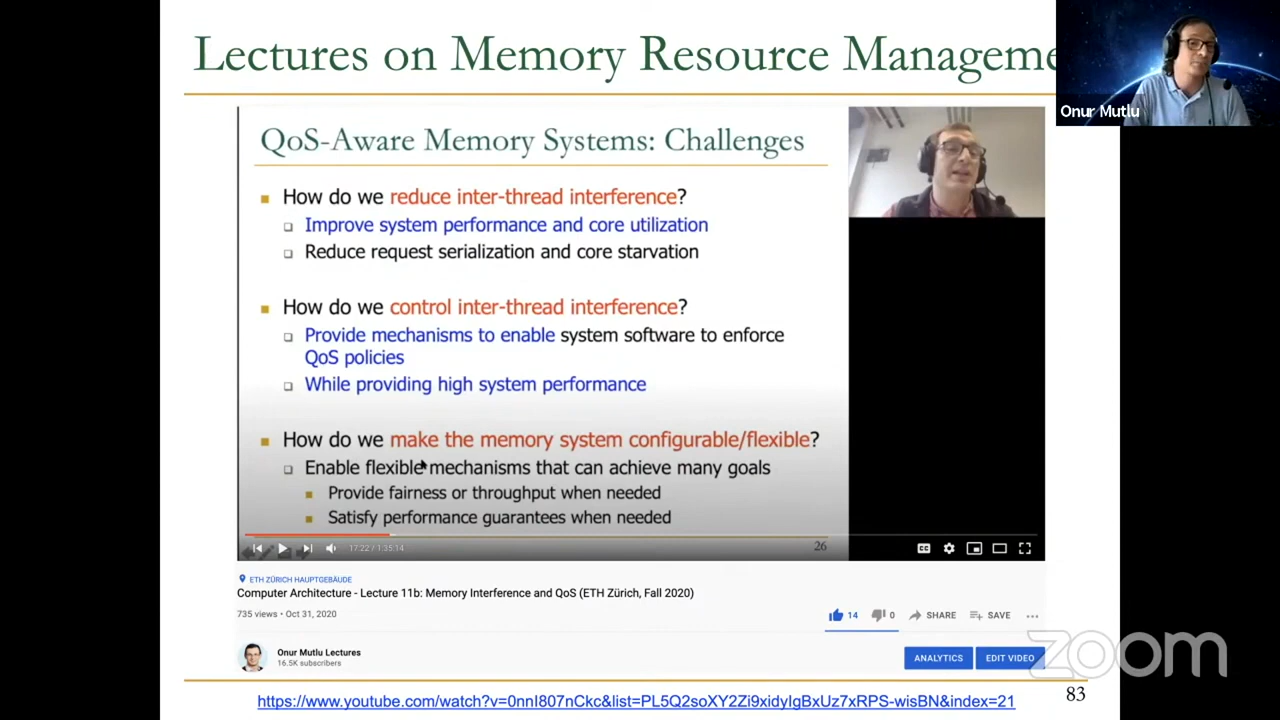 Lectures on Memory Resource Manageme
Onur Mutlu
QoS-Aware Memory Systems: Challenges
How do we reduce inter-thread interference?
Improve system performance and core utilization
Reduce request serialization and core starvation
How do we control inter-thread interference?
Provide mechanisms to enable system software to enforce
QoS policies
While providing high system performance
How do we make the memory system configurable/flexible?
Enable flexible mechanisms that can achieve many goals
Provide fairness or throughput when needed
Satisfy performance guarantees when needed
17:22 / 1:35:14
26
ETH ZÜRICH HAUPTGEBÄUDE
Computer Architecture - Lecture 11b: Memory Interference and QoS (ETH Zürich, Fall 2020)
735 views • Oct 31, 2020
14 0 SHARE SAVE
Onur Mutlu Lectures
16.5K subscribers
ANALYTICS EDIT VIDEO
zoom
https://www.youtube.com/watch?v=0nnI807nCkc&list=PL5Q2soXY2Zi9xidyIgBxUz7xRPS-wisBN&index=21
83